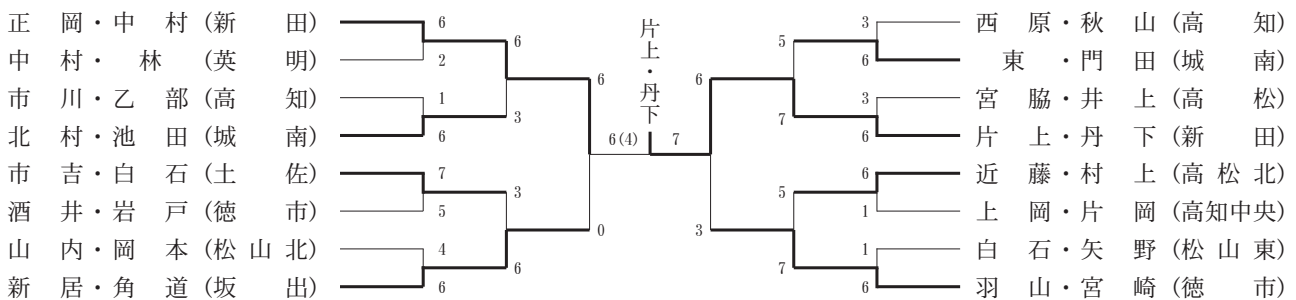 正岡・中村(新田)
中村・林(英明)
市川・乙部(高知)
北村・池田(城南)
市吉・白石(土佐)
酒井・岩戸(徳市)
山内・岡本(松山北)
新居・角道(坂出)
6
2
1
6
7
5
4
6
6
3
3
6
6
0
片上・丹下
6(4) 7
6
3
5
7
5
7
3
6
3
6
6
1
1
6
西原・秋山(高知)
東・門田(城南)
宮脇・井上(高松)
片上・丹下(新田)
近藤・村上(高松北)
上岡・片岡(高知中央)
白石・矢野(松山東)
羽山・宮崎(徳市)